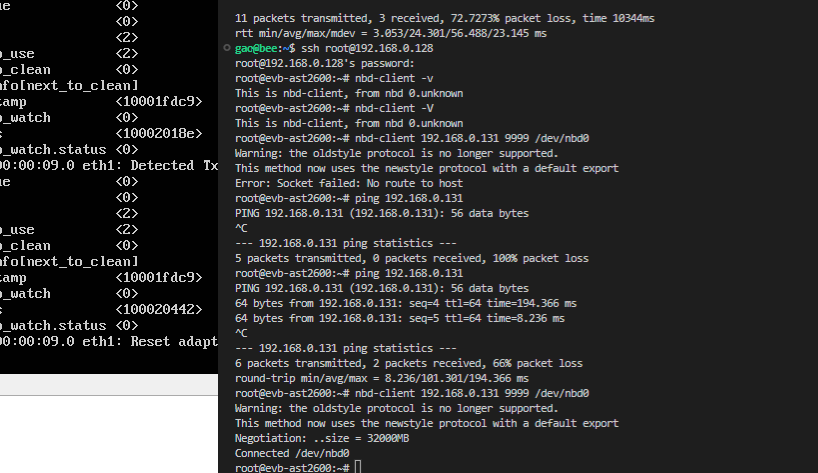 ne <0>
<0>
<2>
o_use <2>
o_clean <0>
nfo[next_to_clean]
tamp <10001fdc9>
o_watch <0>
s <10002018e>
o_watch.status <0>
00:00:09.0 eth1: Detected Tx
ne <0>
<0>
<2>
o_use <2>
o_clean <0>
nfo[next_to_clean]
tamp <10001fdc9>
o_watch <0>
s <100020442>
o_watch.status <0>
00:00:09.0 eth1: Reset adapt
11 packets transmitted, 3 received, 72.7273% packet loss, time 10344ms
rtt min/avg/max/mdev = 3.053/24.301/56.488/23.145 ms
gao@bee:~$ ssh root@192.168.0.128
root@192.168.0.128's password:
root@evb-ast2600:~# nbd-client -v
This is nbd-client, from nbd 0.unknown
root@evb-ast2600:~# nbd-client -V
This is nbd-client, from nbd 0.unknown
root@evb-ast2600:~# nbd-client 192.168.0.131 9999 /dev/nbd0
Warning: the oldstyle protocol is no longer supported.
This method now uses the newstyle protocol with a default export
Error: Socket failed: No route to host
root@evb-ast2600:~# ping 192.168.0.131
PING 192.168.0.131 (192.168.0.131): 56 data bytes
^C
--- 192.168.0.131 ping statistics ---
5 packets transmitted, 0 packets received, 100% packet loss
root@evb-ast2600:~# ping 192.168.0.131
PING 192.168.0.131 (192.168.0.131): 56 data bytes
64 bytes from 192.168.0.131: seq=4 ttl=64 time=194.366 ms
64 bytes from 192.168.0.131: seq=5 ttl=64 time=8.236 ms
^C
--- 192.168.0.131 ping statistics ---
6 packets transmitted, 2 packets received, 66% packet loss
round-trip min/avg/max = 8.236/101.301/194.366 ms
root@evb-ast2600:~# nbd-client 192.168.0.131 9999 /dev/nbd0
Warning: the oldstyle protocol is no longer supported.
This method now uses the newstyle protocol with a default export
Negotiation: ..size = 32000MB
Connected /dev/nbd0
root@evb-ast2600:~#